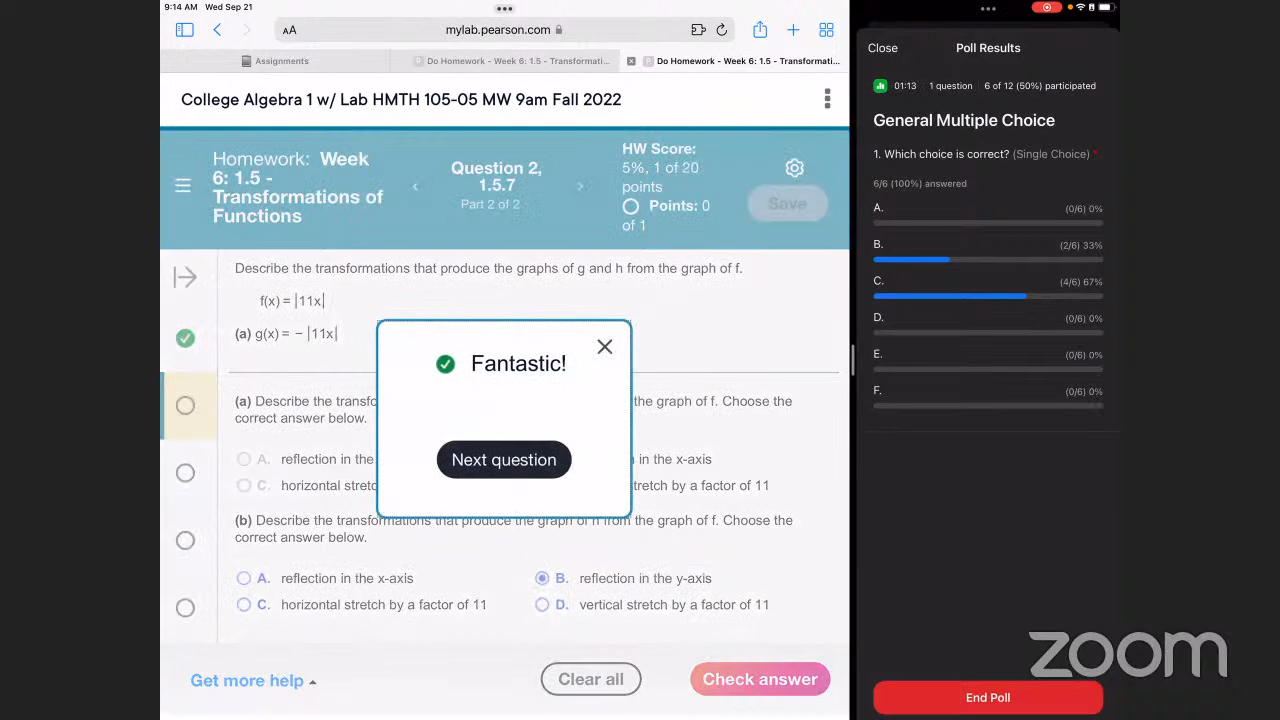 9:14 AM Wed Sep 21
AA
mylab.pearson.com
Assignments
Do Homework - Week 6: 1.5 - Transformati...
Do Homework - Week 6: 1.5 - Transformati...
College Algebra 1 w/ Lab HMTH 105-05 MW 9am Fall 2022
Homework: Week
6: 1.5 -
Transformations of
Functions
Question 2,
1.5.7
Part 2 of 2
HW Score:
5%, 1 of 20
points
Points: 0
of 1
Save
Describe the transformations that produce the graphs of g and h from the graph of f.
f(x) = |11x|
(a) g(x) = − |11x|
Fantastic!
Next question
(a) Describe the transfo the graph of f. Choose the
correct answer below.
A. reflection in the in the x-axis
C. horizontal stretc tretch by a factor of 11
(b) Describe the transformations that produce the graph of h from the graph of f. Choose the
correct answer below.
A. reflection in the x-axis
B. reflection in the y-axis
C. horizontal stretch by a factor of 11
D. vertical stretch by a factor of 11
Get more help
Clear all
Check answer
Close
Poll Results
01:13 1 question 6 of 12 (50%) participated
General Multiple Choice
1. Which choice is correct? (Single Choice) *
6/6 (100%) answered
A. (0/6) 0%
B. (2/6) 33%
C. (4/6) 67%
D. (0/6) 0%
E. (0/6) 0%
F. (0/6) 0%
zoom
End Poll